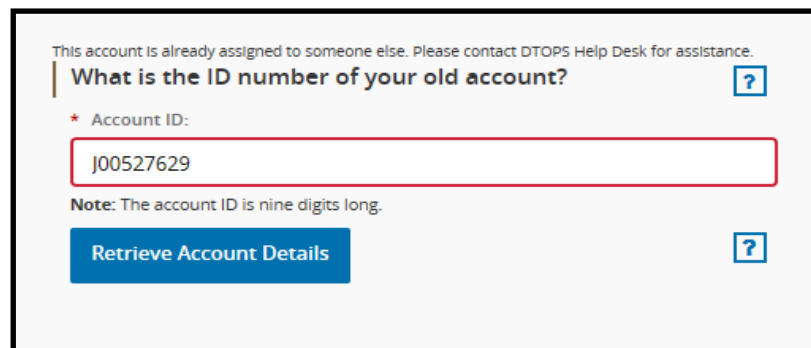 This account is already assigned to someone else. Please contact DTOPS Help Desk for assistance.
What is the ID number of your old account?
?
* Account ID:
J00527629
Note: The account ID is nine digits long.
Retrieve Account Details
?